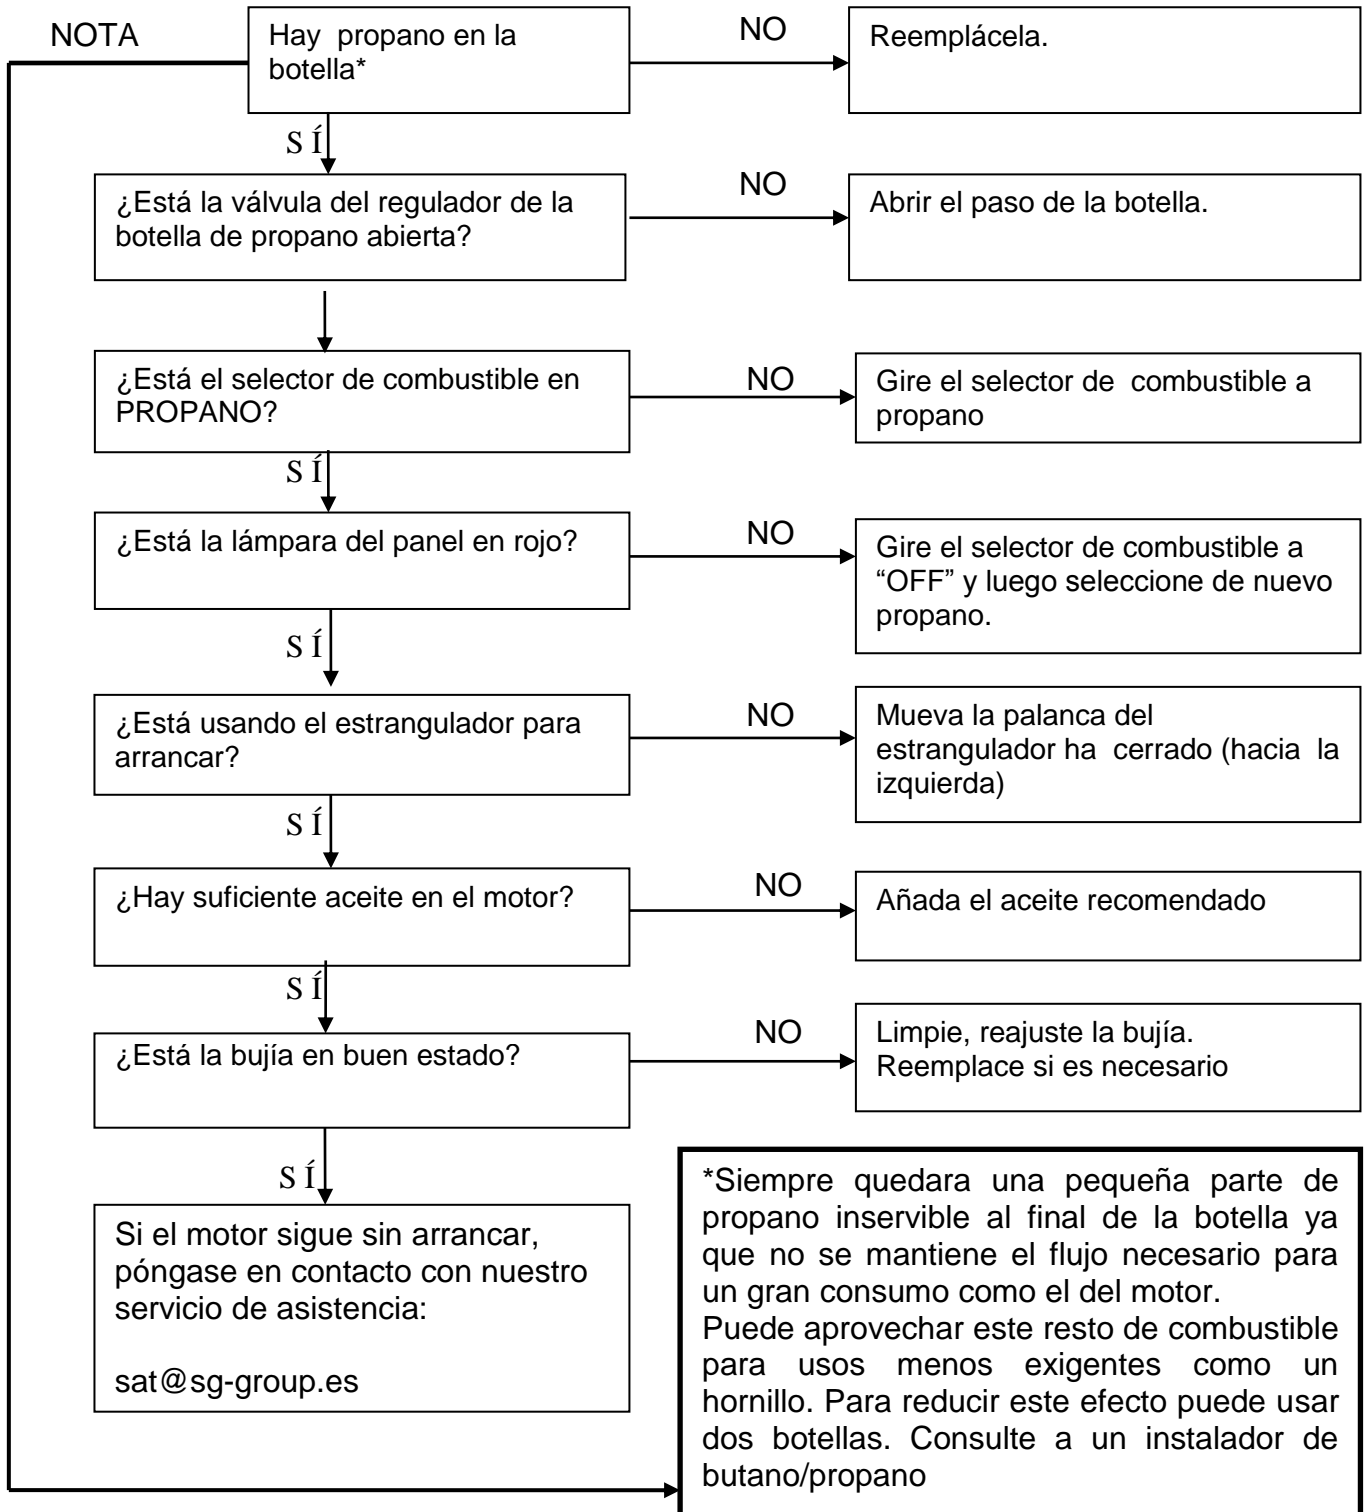 NOTA
Hay propano en la
botella*
NO
Reemplácela.
S Í
¿Está la válvula del regulador de la
botella de propano abierta?
NO
Abrir el paso de la botella.
¿Está el selector de combustible en
PROPANO?
NO
Gire el selector de combustible a
propano
S Í
¿Está la lámpara del panel en rojo?
NO
Gire el selector de combustible a
“OFF” y luego seleccione de nuevo
propano.
S Í
¿Está usando el estrangulador para
arrancar?
NO
Mueva la palanca del
estrangulador ha cerrado (hacia la
izquierda)
S Í
¿Hay suficiente aceite en el motor?
NO
Añada el aceite recomendado
S Í
¿Está la bujía en buen estado?
NO
Limpie, reajuste la bujía.
Reemplace si es necesario
S Í
Si el motor sigue sin arrancar,
póngase en contacto con nuestro
servicio de asistencia:
sat@sg-group.es
*Siempre quedara una pequeña parte de
propano inservible al final de la botella ya
que no se mantiene el flujo necesario para
un gran consumo como el del motor.
Puede aprovechar este resto de combustible
para usos menos exigentes como un
hornillo. Para reducir este efecto puede usar
dos botellas. Consulte a un instalador de
butano/propano